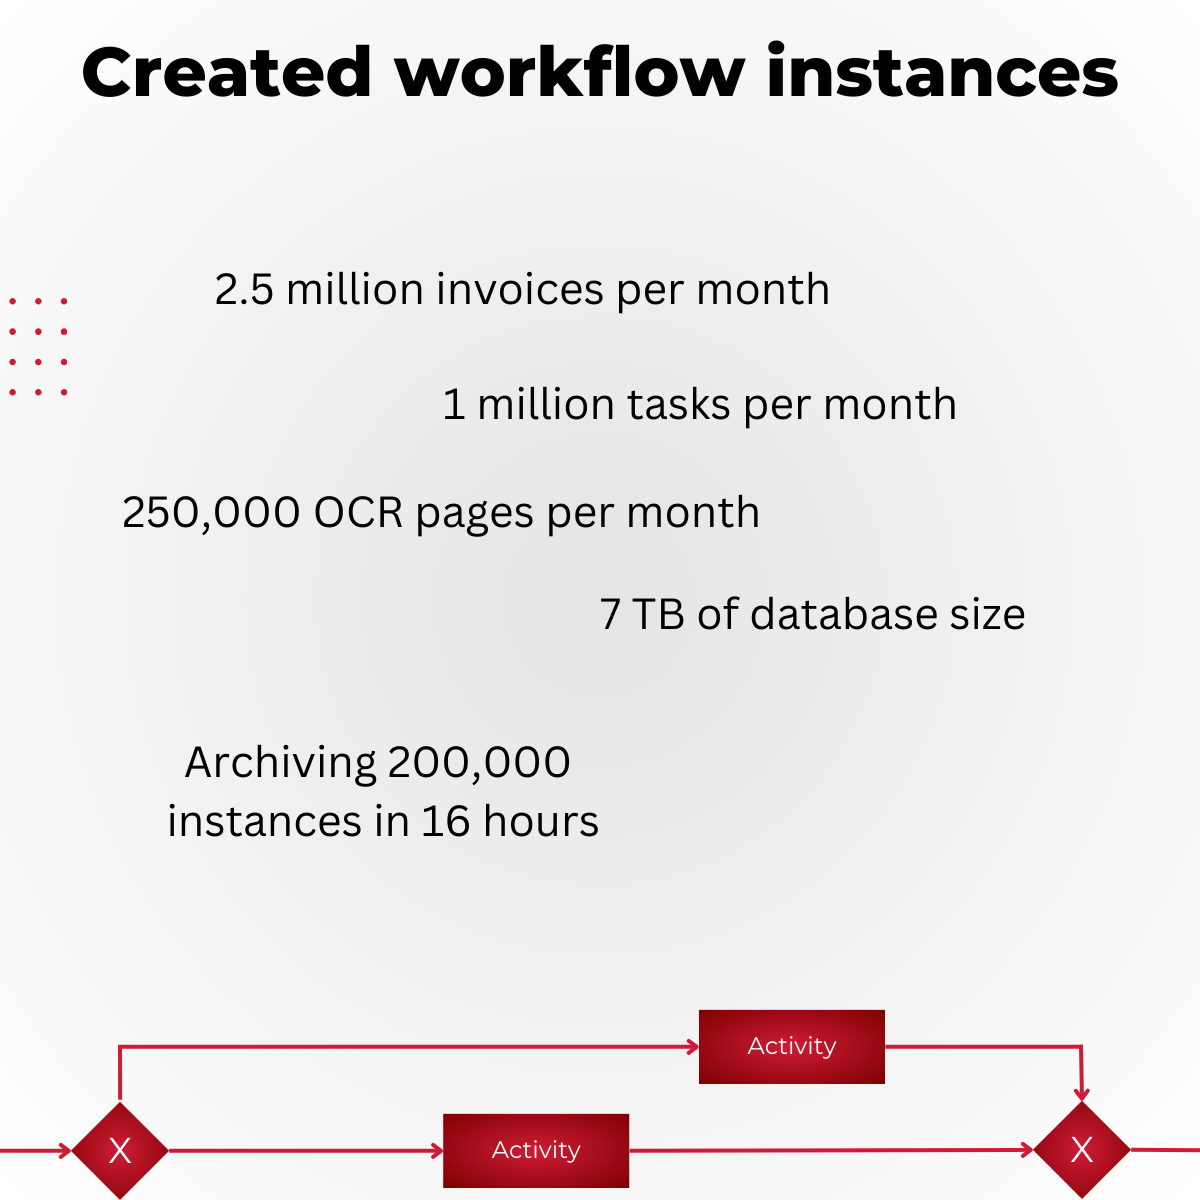 Created workflow instances
2.5 million invoices per month
1 million tasks per month
250,000 OCR pages per month
7 TB of database size
Archiving 200,000
instances in 16 hours
Activity
X
Activity
X